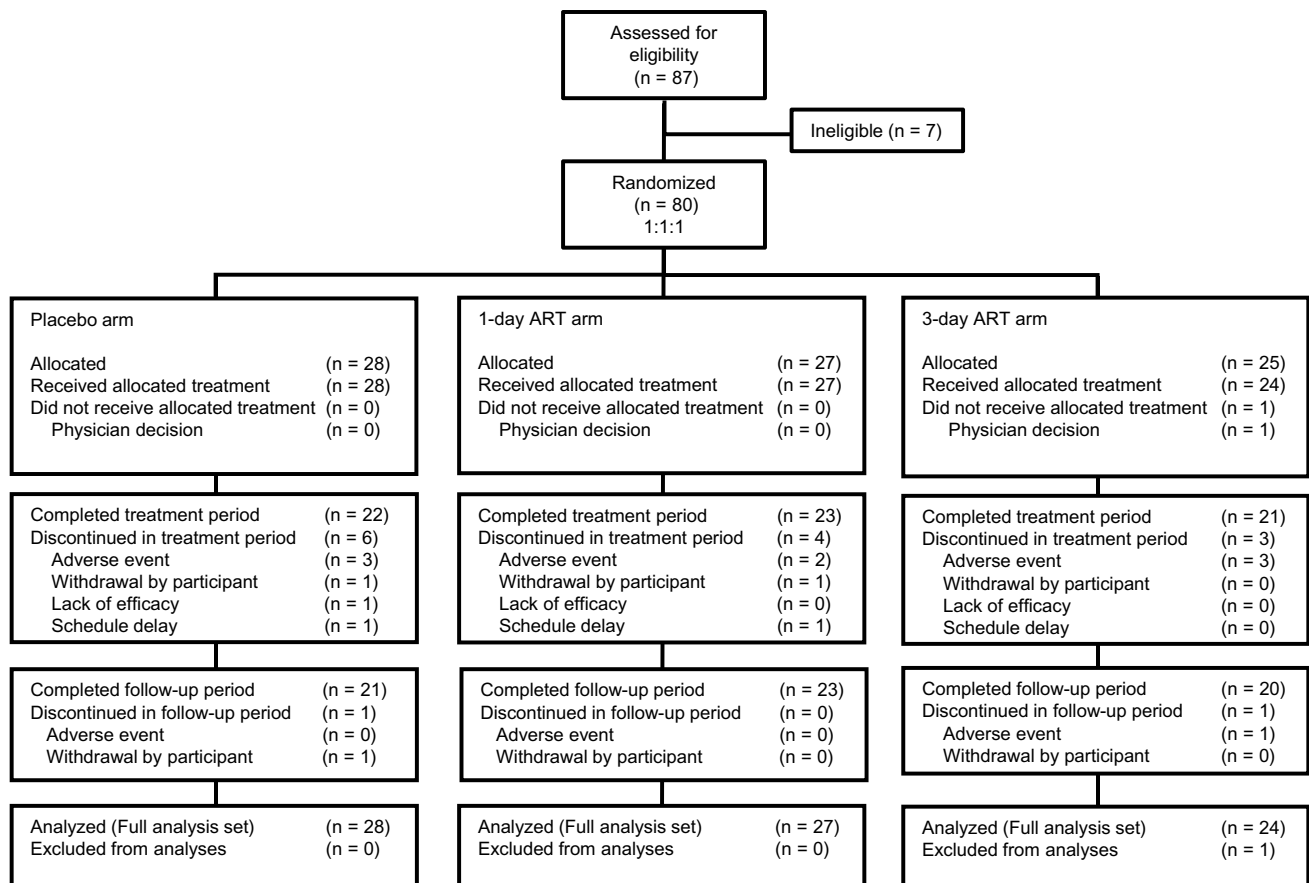 Assessed for
eligibility
(n = 87)
Ineligible (n = 7)
Randomized
(n = 80)
1:1:1
Placebo arm
Allocated (n = 28)
Received allocated treatment (n = 28)
Did not receive allocated treatment (n = 0)
Physician decision (n = 0)
Completed treatment period (n = 22)
Discontinued in treatment period (n = 6)
Adverse event (n = 3)
Withdrawal by participant (n = 1)
Lack of efficacy (n = 1)
Schedule delay (n = 1)
Completed follow-up period (n = 21)
Discontinued in follow-up period (n = 1)
Adverse event (n = 0)
Withdrawal by participant (n = 1)
Analyzed (Full analysis set) (n = 28)
Excluded from analyses (n = 0)
1-day ART arm
Allocated (n = 27)
Received allocated treatment (n = 27)
Did not receive allocated treatment (n = 0)
Physician decision (n = 0)
Completed treatment period (n = 23)
Discontinued in treatment period (n = 4)
Adverse event (n = 2)
Withdrawal by participant (n = 1)
Lack of efficacy (n = 0)
Schedule delay (n = 1)
Completed follow-up period (n = 23)
Discontinued in follow-up period (n = 0)
Adverse event (n = 0)
Withdrawal by participant (n = 0)
Analyzed (Full analysis set) (n = 27)
Excluded from analyses (n = 0)
3-day ART arm
Allocated (n = 25)
Received allocated treatment (n = 24)
Did not receive allocated treatment (n = 1)
Physician decision (n = 1)
Completed treatment period (n = 21)
Discontinued in treatment period (n = 3)
Adverse event (n = 3)
Withdrawal by participant (n = 0)
Lack of efficacy (n = 0)
Schedule delay (n = 0)
Completed follow-up period (n = 20)
Discontinued in follow-up period (n = 1)
Adverse event (n = 1)
Withdrawal by participant (n = 0)
Analyzed (Full analysis set) (n = 24)
Excluded from analyses (n = 1)